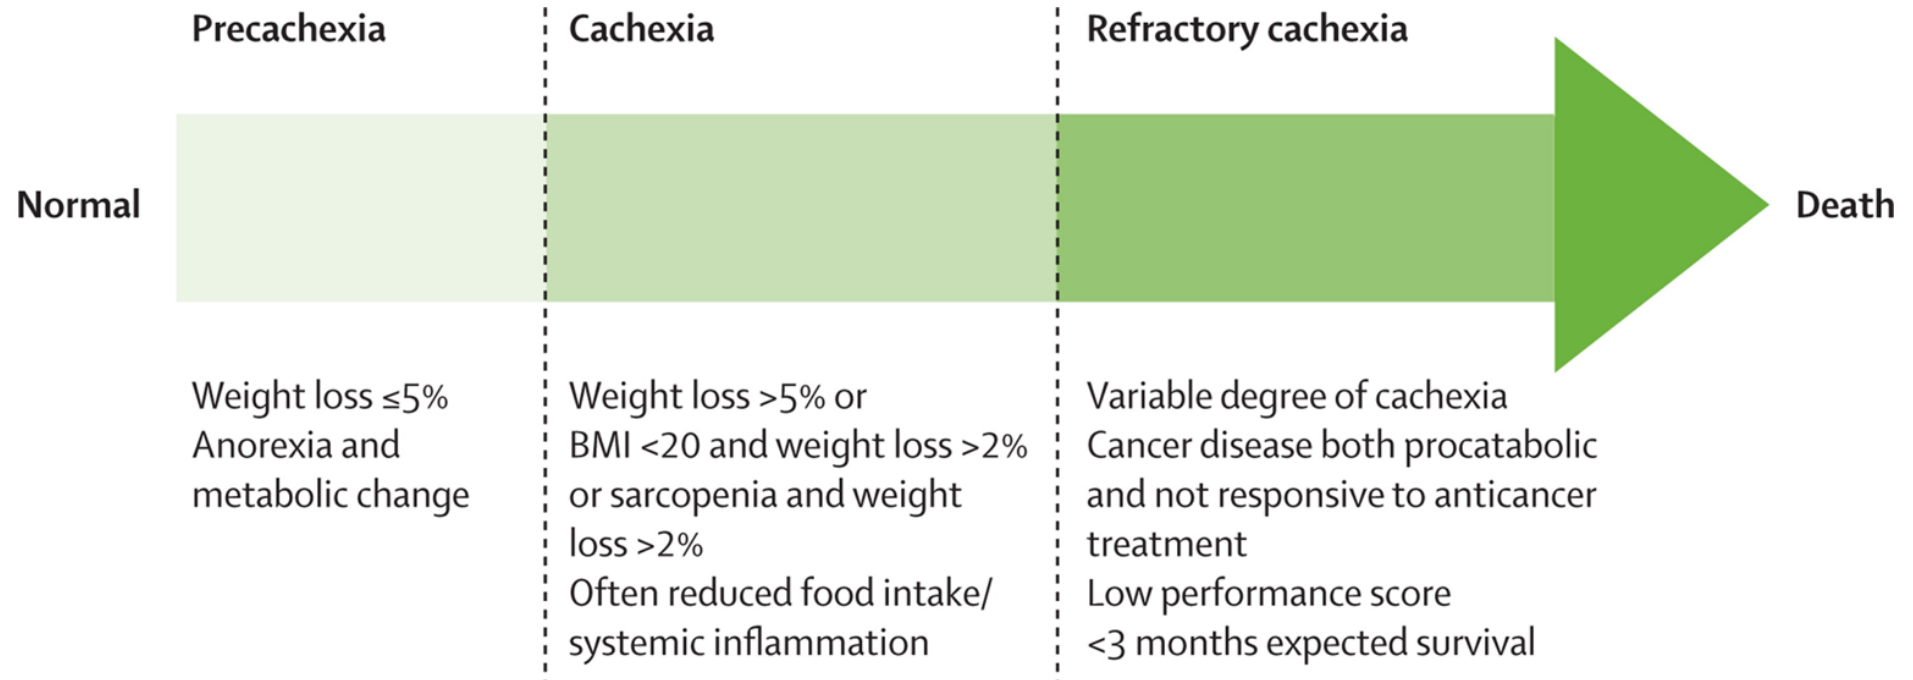 Precachexia
Cachexia
Refractory cachexia
Normal
Death
Weight loss ≤5%
Anorexia and
metabolic change
Weight loss >5% or
BMI <20 and weight loss >2%
or sarcopenia and weight
loss >2%
Often reduced food intake/
systemic inflammation
Variable degree of cachexia
Cancer disease both procatabolic
and not responsive to anticancer
treatment
Low performance score
<3 months expected survival